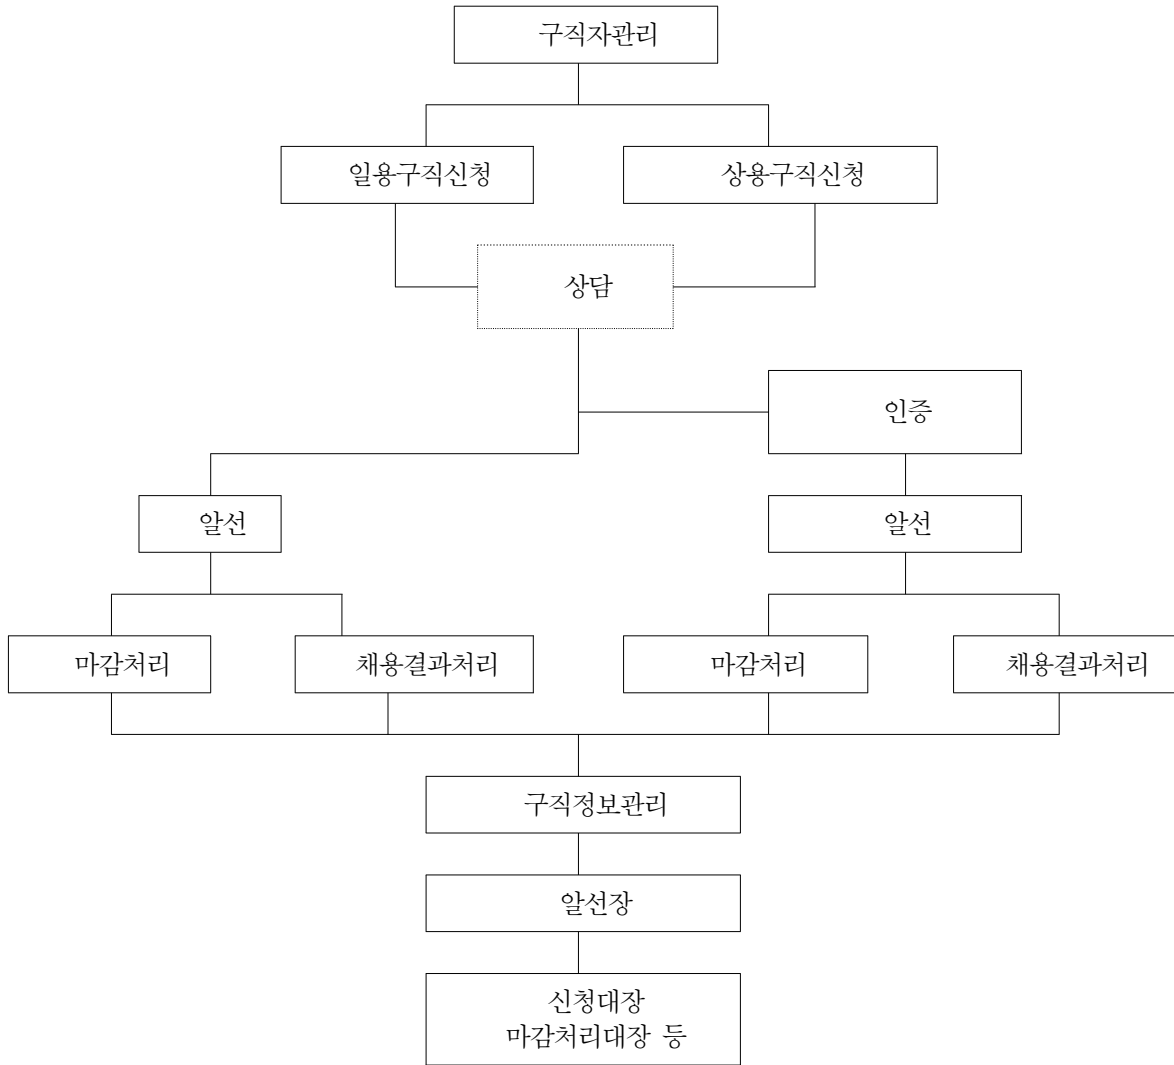 구직자관리
일용구직신청
상용구직신청
상담
인증
알선
알선
마감처리
채용결과처리
마감처리
채용결과처리
구직정보관리
알선장
신청대장
마감처리대장 등